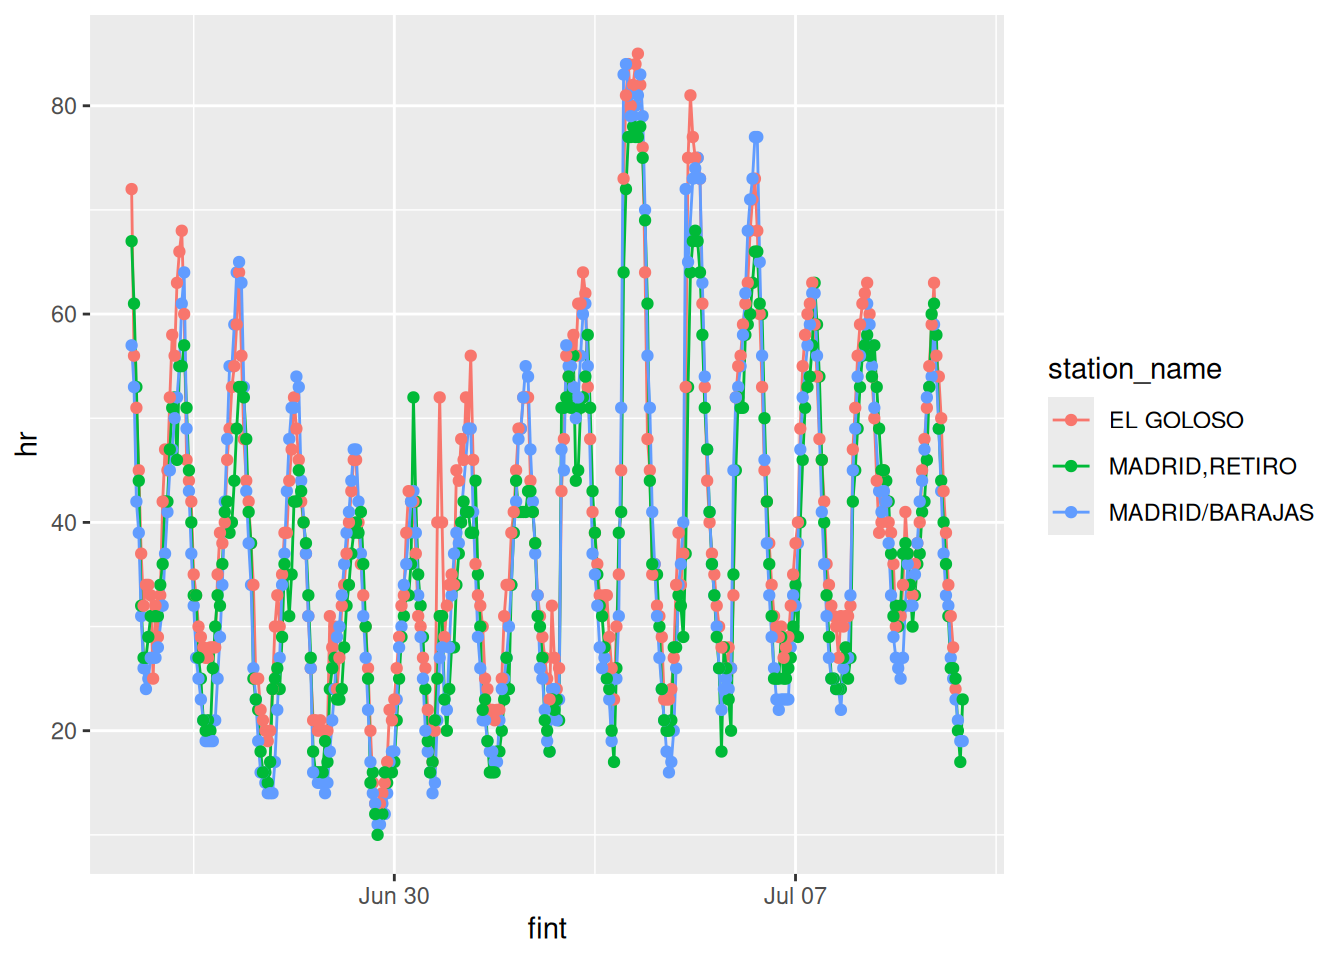 80
60
40
20
hr
Jun 30
Jul 07
fint
station_name
EL GOLOSO
MADRID,RETIRO
MADRID/BARAJAS